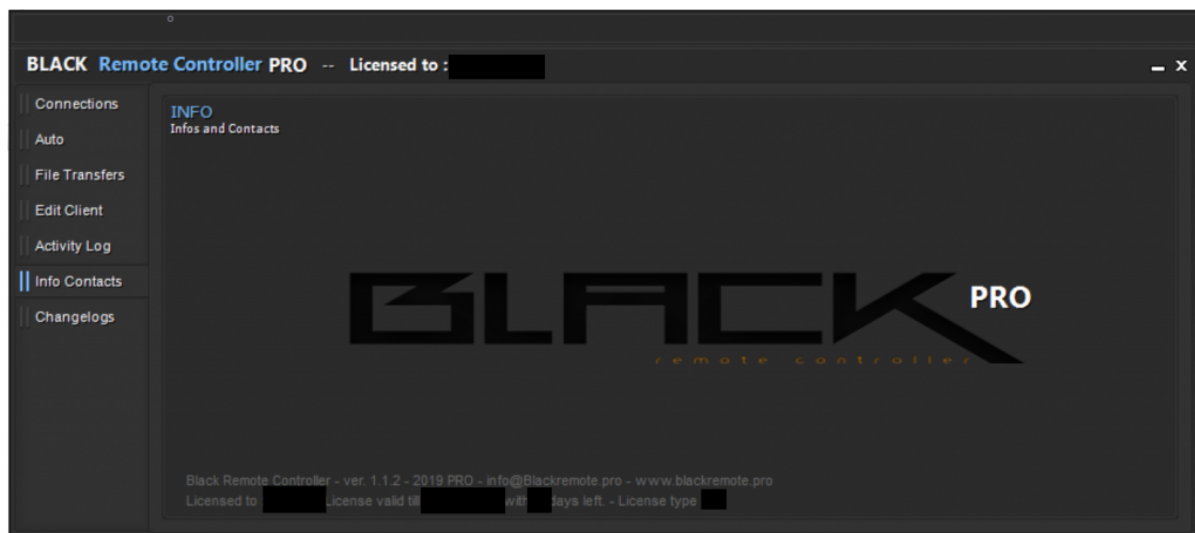 BLACK Remote Controller PRO -- Licensed to :
Connections
Auto
File Transfers
Edit Client
Activity Log
Info Contacts
Changelogs
INFO
Infos and Contacts
BLACK PRO
remote controller
Black Remote Controller - ver. 1.1.2 - 2019 PRO - info@Blackremote.pro - www.blackremote.pro
Licensed to License valid till with days left. - License type